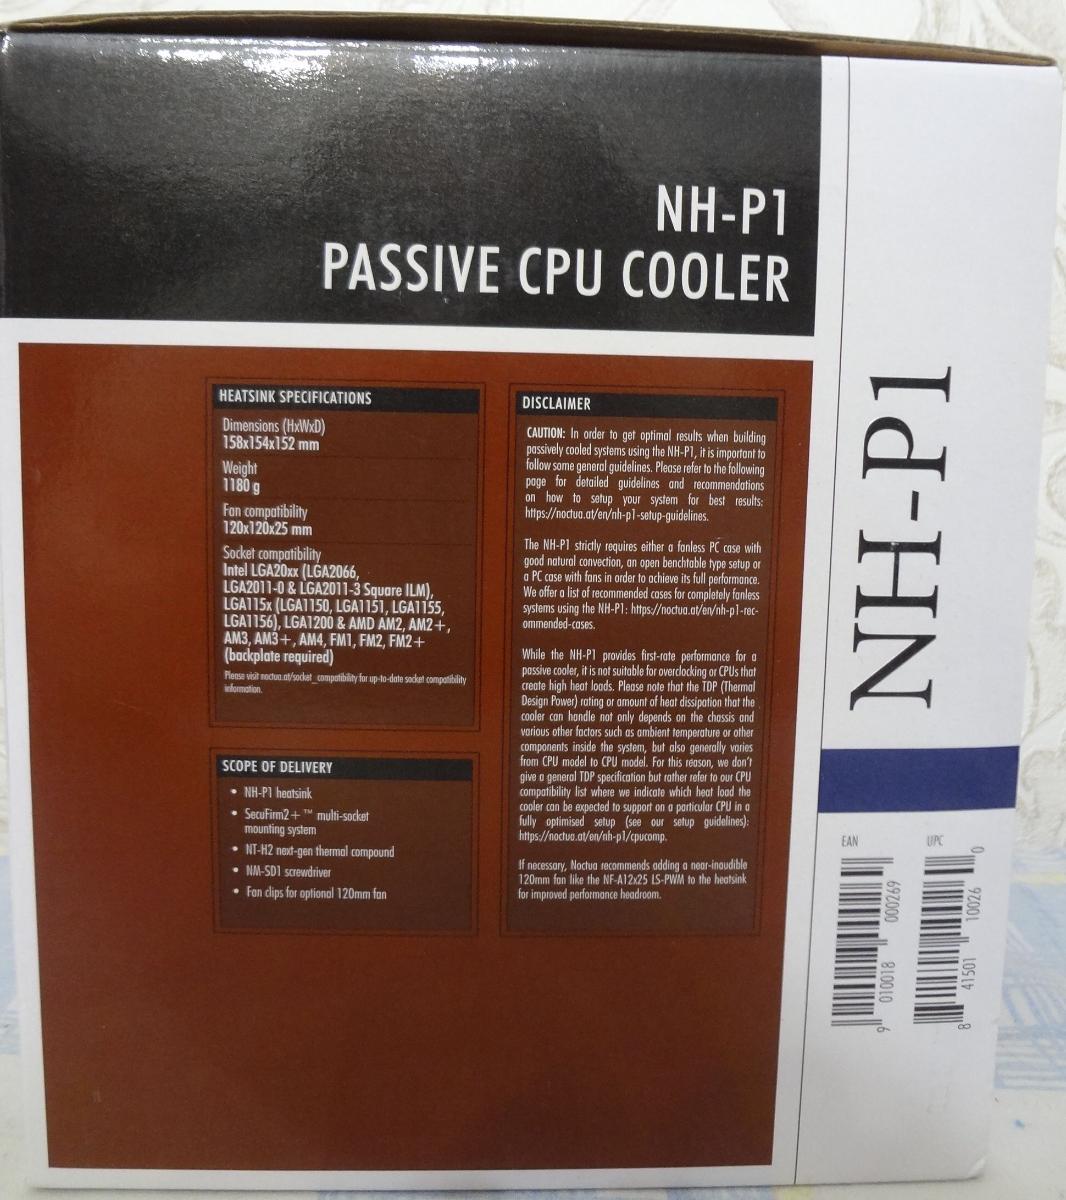 NH-P1
PASSIVE CPU COOLER
HEATSINK SPECIFICATIONS
Dimensions (HxWxD)
158x154x152 mm
Weight
1180 g
Fan compatibility
120x120x25 mm
Socket compatibility
Intel LGA20xx (LGA2066,
LGA2011-0 & LGA2011-3 Square ILM),
LGA115x (LGA1150, LGA1151, LGA1155,
LGA1156), LGA1200 & AMD AM2, AM2+,
AM3, AM3+, AM4, FM1, FM2, FM2+
(backplate required)
Please visit noctua.at/socket_compatibility for up-to-date socket compatibility
information.
SCOPE OF DELIVERY
• NH-P1 heatsink
• SecuFirm2+ ™ multi-socket
mounting system
• NT-H2 next-gen thermal compound
• NM-SD1 screwdriver
• Fan clips for optional 120mm fan
DISCLAIMER
CAUTION: In order to get optimal results when building
passively cooled systems using the NH-P1, it is important to
follow some general guidelines. Please refer to the following
page for detailed guidelines and recommendations
on how to setup your system for best results:
https://noctua.at/en/nh-p1-setup-guidelines.
The NH-P1 strictly requires either a fanless PC case with
good natural convection, an open benchtable type setup or
a PC case with fans in order to achieve its full performance.
We offer a list of recommended cases for completely fanless
systems using the NH-P1: https://noctua.at/en/nh-p1-rec-
ommended-cases.
While the NH-P1 provides first-rate performance for a
passive cooler, it is not suitable for overclocking or CPUs that
create high heat loads. Please note that the TDP (Thermal
Design Power) rating or amount of heat dissipation that the
cooler can handle not only depends on the chassis and
various other factors such as ambient temperature or other
components inside the system, but also generally varies
from CPU model to CPU model. For this reason, we don't
give a general TDP specification but rather refer to our CPU
compatibility list where we indicate which heat load the
cooler can be expected to support on a particular CPU in a
fully optimised setup (see our setup guidelines):
https://noctua.at/en/nh-p1/cpucomp.
If necessary, Noctua recommends adding a near-inaudible
120mm fan like the NF-A12x25 LS-PWM to the heatsink
for improved performance headroom.
NH-P1
EAN
9 010018 000269
UPC
8 41501 10026 0